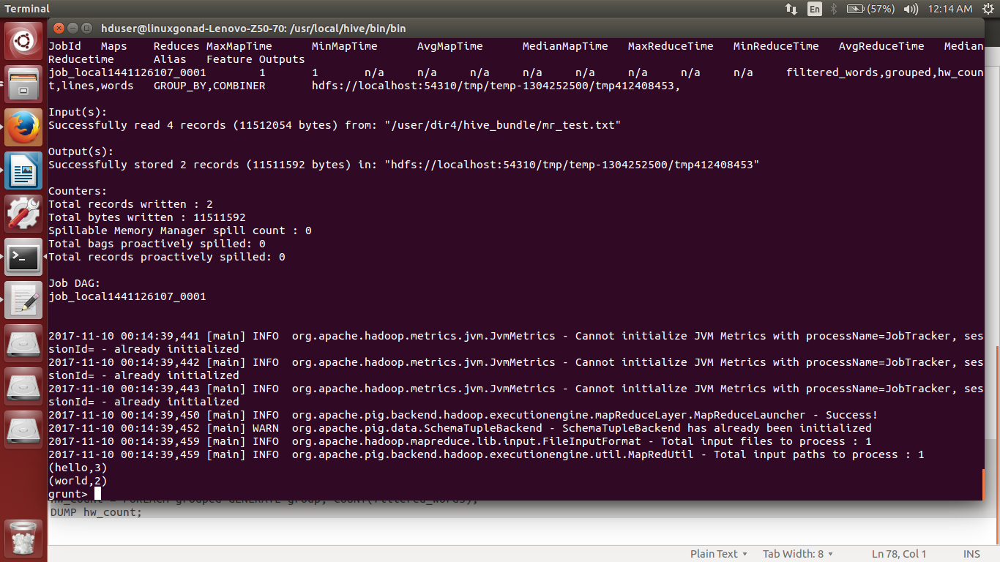 Terminal
En
(57%)
12:14 AM
hduser@linuxgonad-Lenovo-Z50-70: /usr/local/hive/bin/bin
JobId Maps Reduces MaxMapTime MinMapTime AvgMapTime MedianMapTime MaxReduceTime MinReduceTime AvgReduceTime Median
Reducetime Alias Feature Outputs
job_local1441126107_0001 1 1 n/a n/a n/a n/a n/a n/a n/a n/a filtered_words,grouped,hw_coun
t,lines,words GROUP_BY,COMBINER hdfs://localhost:54310/tmp/temp-1304252500/tmp412408453,
Input(s):
Successfully read 4 records (11512054 bytes) from: "/user/dir4/hive_bundle/mr_test.txt"
Output(s):
Successfully stored 2 records (11511592 bytes) in: "hdfs://localhost:54310/tmp/temp-1304252500/tmp412408453"
Counters:
Total records written : 2
Total bytes written : 11511592
Spillable Memory Manager spill count : 0
Total bags proactively spilled: 0
Total records proactively spilled: 0
Job DAG:
job_local1441126107_0001
2017-11-10 00:14:39,441 [main] INFO  org.apache.hadoop.metrics.jvm.JvmMetrics - Cannot initialize JVM Metrics with processName=JobTracker, ses
sionId= - already initialized
2017-11-10 00:14:39,442 [main] INFO  org.apache.hadoop.metrics.jvm.JvmMetrics - Cannot initialize JVM Metrics with processName=JobTracker, ses
sionId= - already initialized
2017-11-10 00:14:39,443 [main] INFO  org.apache.hadoop.metrics.jvm.JvmMetrics - Cannot initialize JVM Metrics with processName=JobTracker, ses
sionId= - already initialized
2017-11-10 00:14:39,450 [main] INFO  org.apache.pig.backend.hadoop.executionengine.mapReduceLayer.MapReduceLauncher - Success!
2017-11-10 00:14:39,452 [main] WARN  org.apache.pig.data.SchemaTupleBackend - SchemaTupleBackend has already been initialized
2017-11-10 00:14:39,459 [main] INFO  org.apache.hadoop.mapreduce.lib.input.FileInputFormat - Total input files to process : 1
2017-11-10 00:14:39,459 [main] INFO  org.apache.pig.backend.hadoop.executionengine.util.MapRedUtil - Total input paths to process : 1
(hello,3)
(world,2)
grunt>
hw_count = FOREACH grouped GENERATE group, COUNT(filtered_words);
DUMP hw_count;
Plain Text
Tab Width: 8
Ln 78, Col 1
INS